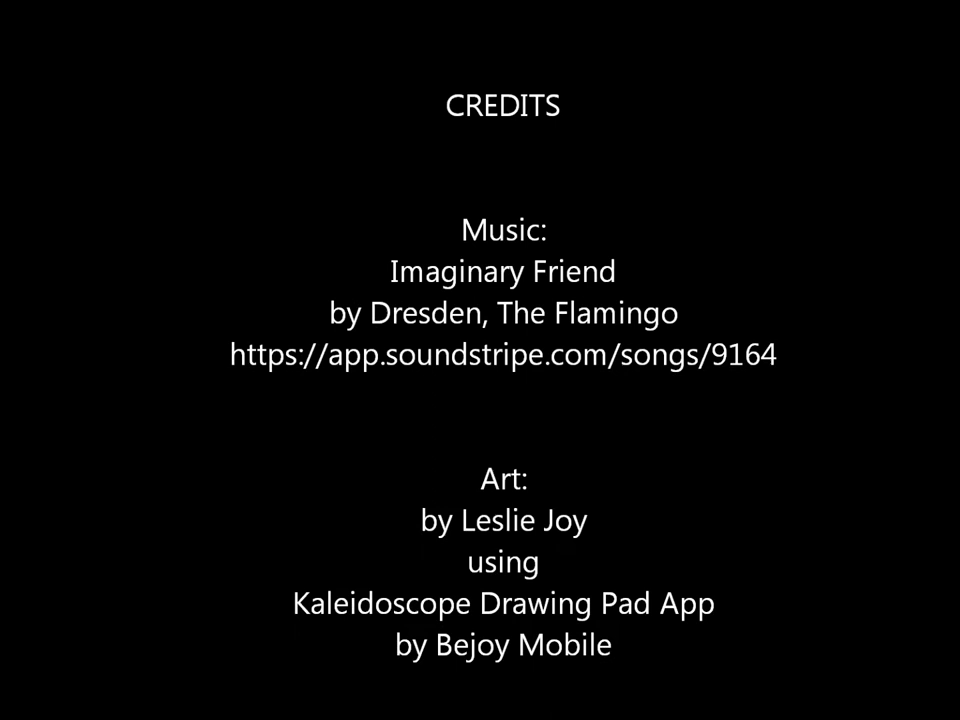 CREDITS
Music:
Imaginary Friend
by Dresden, The Flamingo
https://app.soundstripe.com/songs/9164
Art:
by Leslie Joy
using
Kaleidoscope Drawing Pad App
by Bejoy Mobile